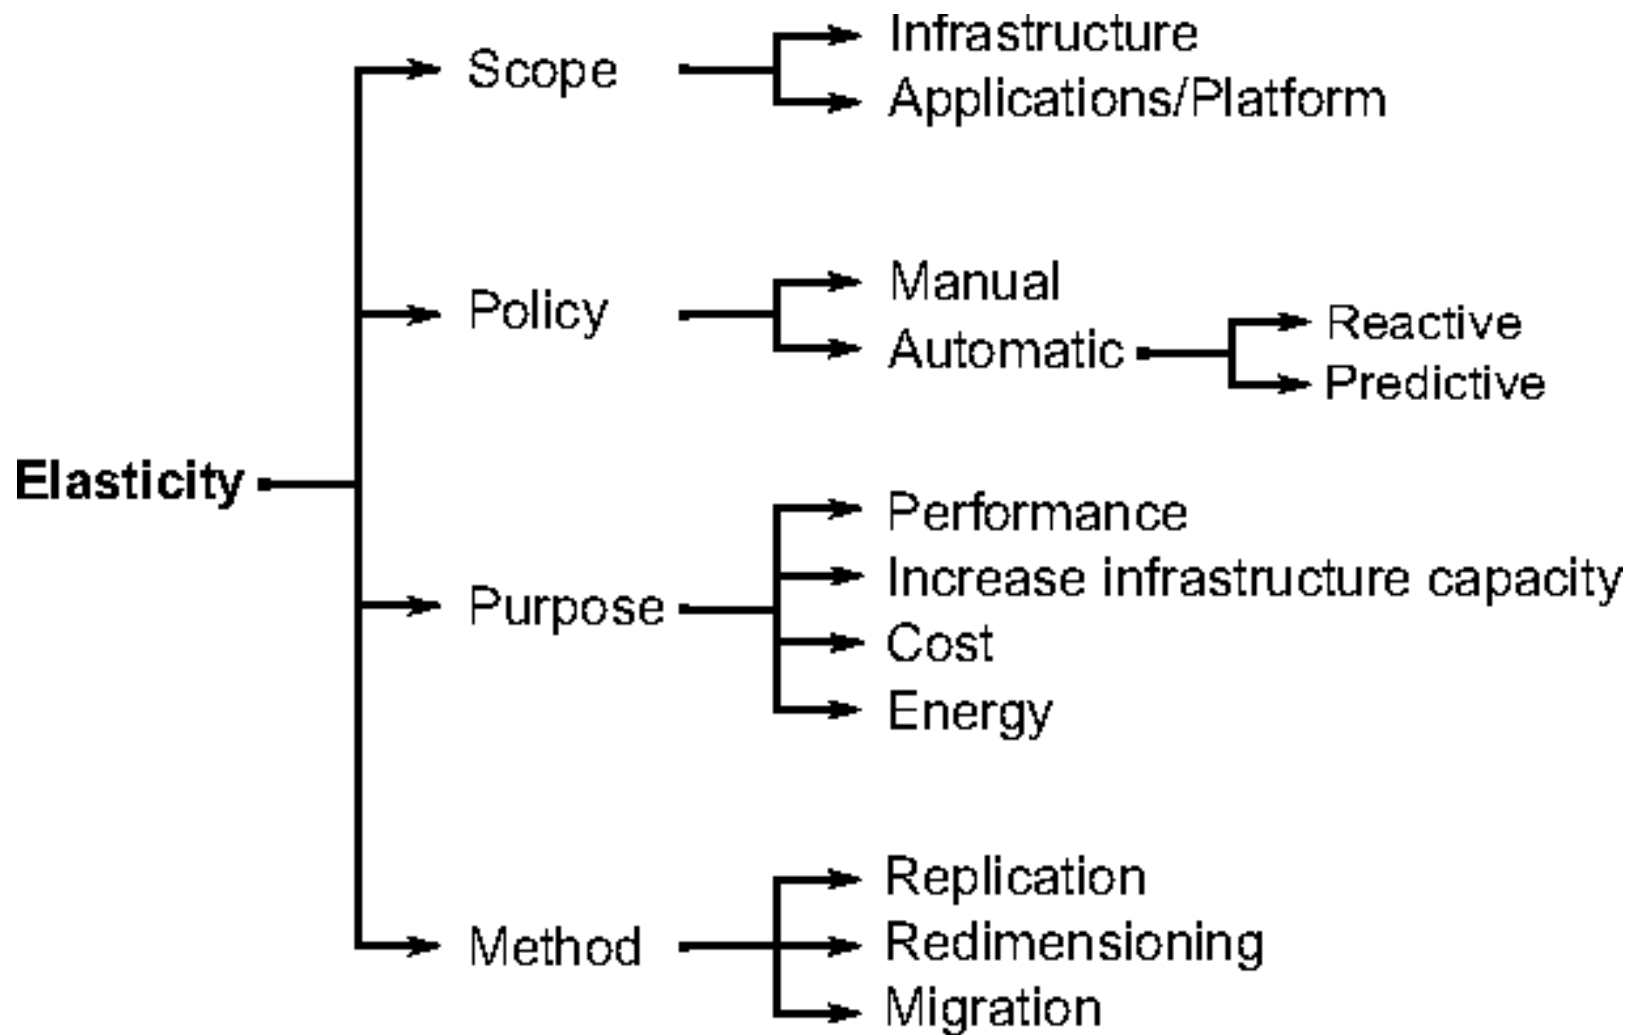 Elasticity
Scope
Infrastructure
Applications/Platform
Policy
Manual
Automatic
Reactive
Predictive
Purpose
Performance
Increase infrastructure capacity
Cost
Energy
Method
Replication
Redimensioning
Migration